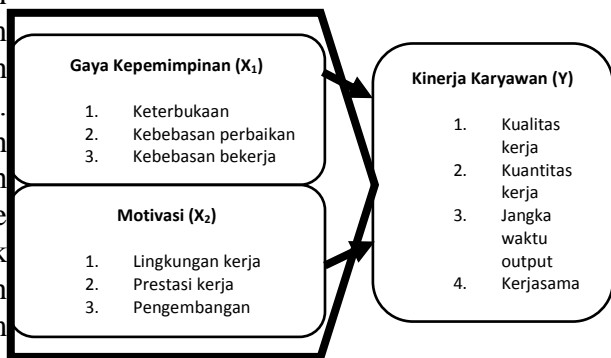 Gaya Kepemimpinan (X₁)
1. Keterbukaan
2. Kebebasan perbaikan
3. Kebebasan bekerja
Motivasi (X₂)
1. Lingkungan kerja
2. Prestasi kerja
3. Pengembangan
Kinerja Karyawan (Y)
1. Kualitas
kerja
2. Kuantitas
kerja
3. Jangka
waktu
output
4. Kerjasama